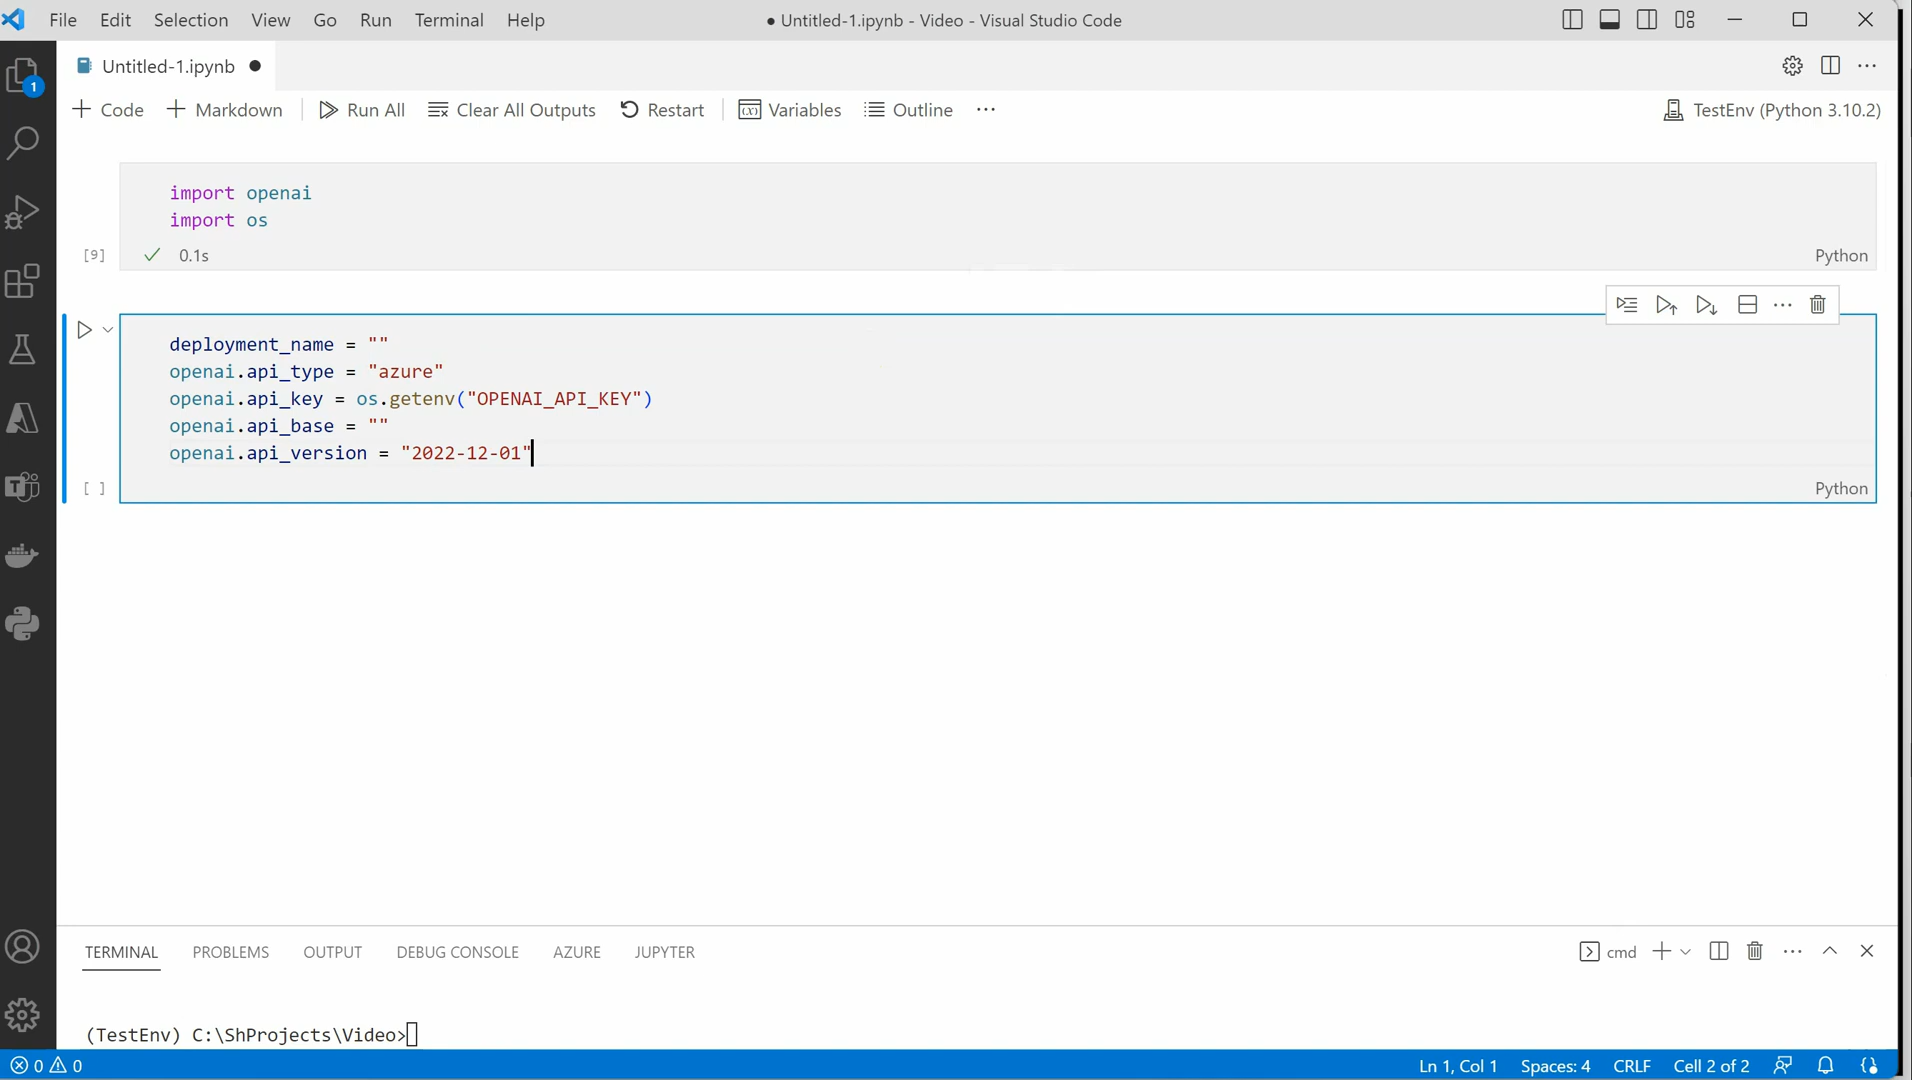 File Edit Selection View Go Run Terminal Help
● Untitled-1.ipynb - Video - Visual Studio Code
1
Untitled-1.ipynb ●
Code Markdown Run All Clear All Outputs Restart Variables Outline ···
TestEnv (Python 3.10.2)
import openai
import os
[9] 0.1s
Python
deployment_name = ""
openai.api_type = "azure"
openai.api_key = os.getenv("OPENAI_API_KEY")
openai.api_base = ""
openai.api_version = "2022-12-01"
[ ]
Python
TERMINAL PROBLEMS OUTPUT DEBUG CONSOLE AZURE JUPYTER
cmd
(TestEnv) C:\ShProjects\Video>
0 0
Ln 1, Col 1 Spaces: 4 CRLF Cell 2 of 2